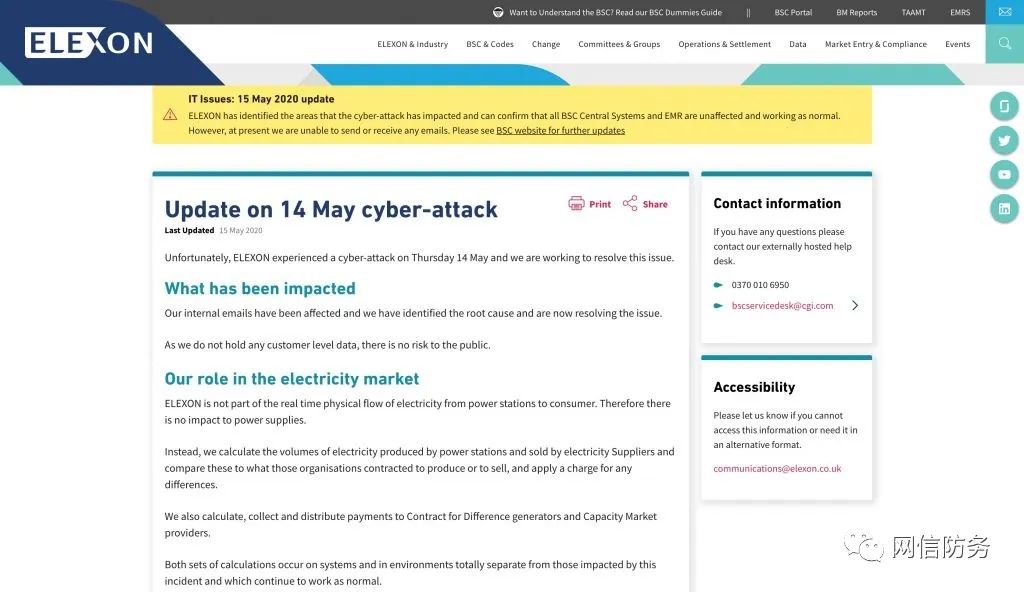 Want to Understand the BSC? Read our BSC Dummies Guide || BSC Portal BM Reports TAAMT EMRS
ELEXON
ELEXON & Industry BSC & Codes Change Committees & Groups Operations & Settlement Data Market Entry & Compliance Events
IT Issues: 15 May 2020 update
ELEXON has identified the areas that the cyber-attack has impacted and can confirm that all BSC Central Systems and EMR are unaffected and working as normal.
However, at present we are unable to send or receive any emails. Please see BSC website for further updates
Update on 14 May cyber-attack
Print Share
Last Updated 15 May 2020
Unfortunately, ELEXON experienced a cyber-attack on Thursday 14 May and we are working to resolve this issue.
What has been impacted
Our internal emails have been affected and we have identified the root cause and are now resolving the issue.
As we do not hold any customer level data, there is no risk to the public.
Our role in the electricity market
ELEXON is not part of the real time physical flow of electricity from power stations to consumer. Therefore there
is no impact to power supplies.
Instead, we calculate the volumes of electricity produced by power stations and sold by electricity Suppliers and
compare these to what those organisations contracted to produce or to sell, and apply a charge for any
differences.
We also calculate, collect and distribute payments to Contract for Difference generators and Capacity Market
providers.
Both sets of calculations occur on systems and in environments totally separate from those impacted by this
incident and which continue to work as normal.
Contact information
If you have any questions please
contact our externally hosted help
desk.
0370 010 6950
bscservicedesk@cgi.com
Accessibility
Please let us know if you cannot
access this information or need it in
an alternative format.
communications@elexon.co.uk
网信防务